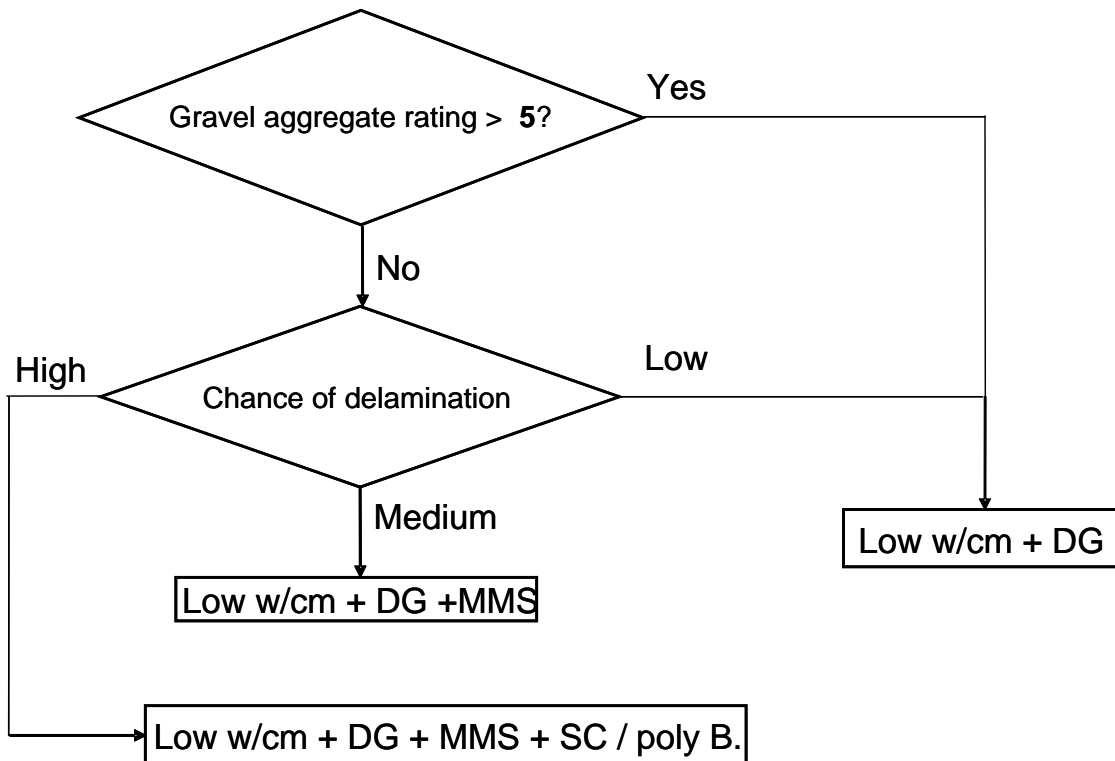 Gravel aggregate rating > 5?
Yes
No
High
Chance of delamination
Low
Medium
Low w/cm + DG
Low w/cm + DG +MMS
Low w/cm + DG + MMS + SC / poly B.